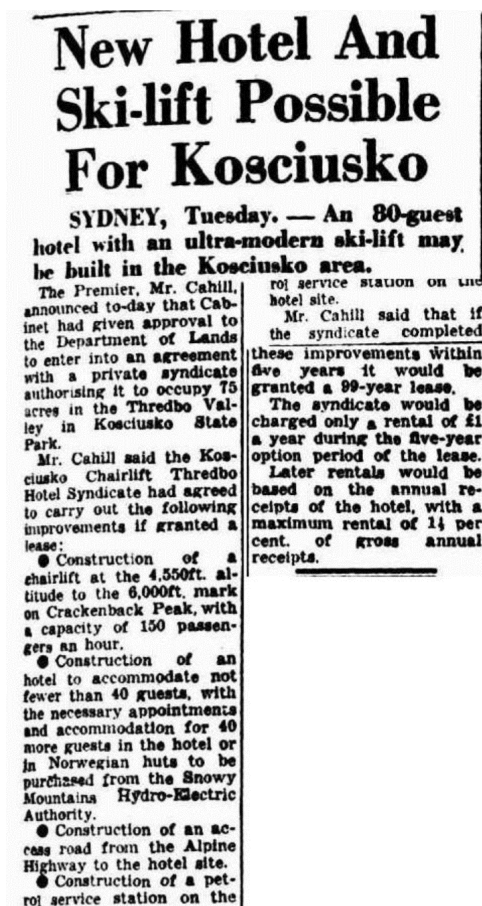 New Hotel And
Ski-lift Possible
For Kosciusko
SYDNEY, Tuesday. — An 80-guest
hotel with an ultra-modern ski-lift may
be built in the Kosciusko area.
The Premier, Mr. Cahill,
announced to-day that Cab-
inet had given approval to
the Department of Lands
to enter into an agreement
with a private syndicate
authorising it to occupy 75
acres in the Thredbo Val-
ley in Kosciusko State
Park.
Mr. Cahill said the Kos-
ciusko Chairlift Thredbo
Hotel Syndicate had agreed
to carry out the following
improvements if granted a
lease:
● Construction of a
chairlift at the 4,550ft. al-
titude to the 6,000ft. mark
on Crackenback Peak, with
a capacity of 150 passen-
gers an hour.
● Construction of an
hotel to accommodate not
fewer than 40 guests, with
the necessary appointments
and accommodation for 40
more guests in the hotel or
in Norwegian huts to be
purchased from the Snowy
Mountains Hydro-Electric
Authority.
● Construction of an ac-
cess road from the Alpine
Highway to the hotel site.
● Construction of a pet-
rol service station on the
rol service station on the
hotel site.
Mr. Cahill said that if
the syndicate completed
these improvements within
five years it would be
granted a 99-year lease.
The syndicate would be
charged only a rental of £1
a year during the five-year
option period of the lease.
Later rentals would be
based on the annual re-
ceipts of the hotel, with a
maximum rental of 1½ per
cent. of gross annual
receipts.